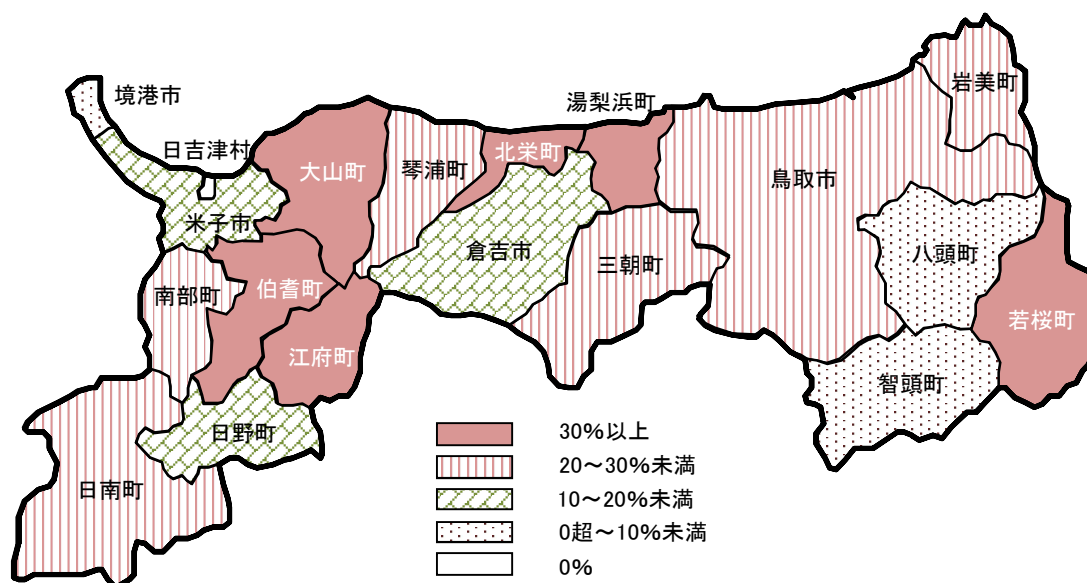 境港市
日吉津村
米子市
大山町
琴浦町
北栄町
湯梨浜町
岩美町
鳥取市
倉吉市
三朝町
八頭町
若桜町
智頭町
南部町
伯耆町
江府町
日野町
日南町
30%以上
20~30%未満
10~20%未満
0超~10%未満
0%